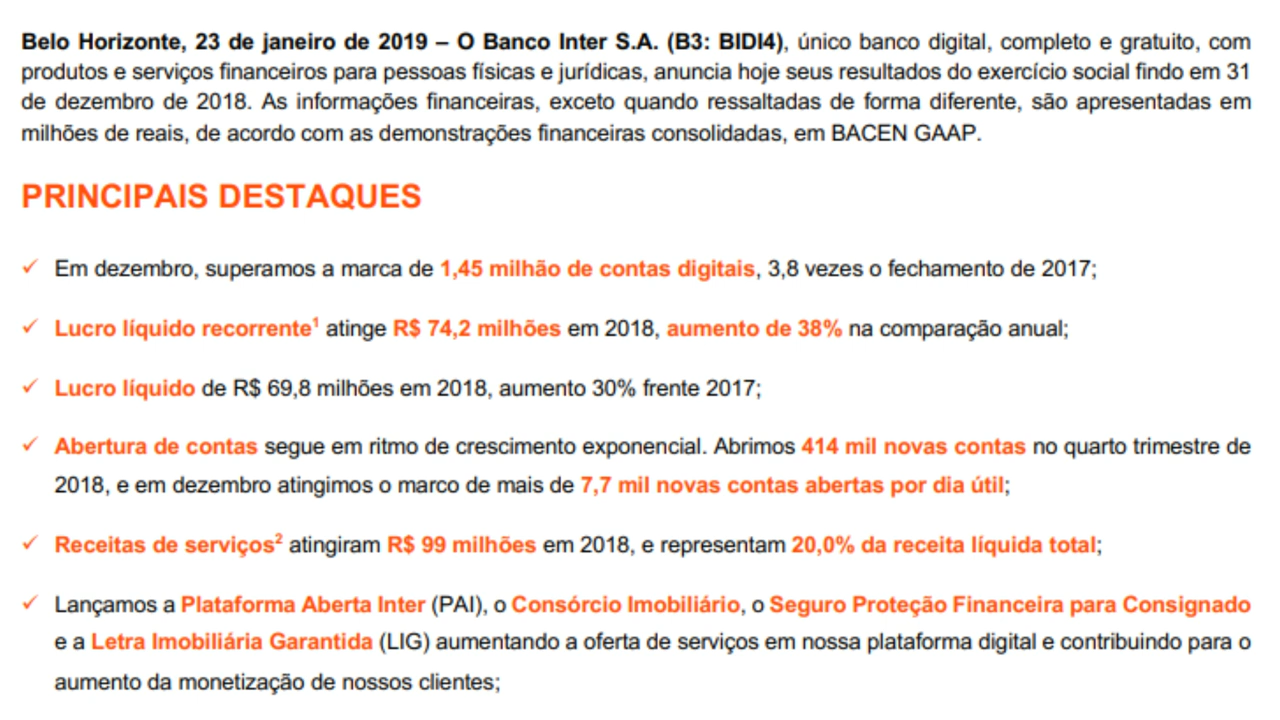 Belo Horizonte, 23 de janeiro de 2019 – O Banco Inter S.A. (B3: BIDI4), único banco digital, completo e gratuito, com
produtos e serviços financeiros para pessoas físicas e jurídicas, anuncia hoje seus resultados do exercício social findo em 31
de dezembro de 2018. As informações financeiras, exceto quando ressaltadas de forma diferente, são apresentadas em
milhões de reais, de acordo com as demonstrações financeiras consolidadas, em BACEN GAAP.
PRINCIPAIS DESTAQUES
✓ Em dezembro, superamos a marca de 1,45 milhão de contas digitais, 3,8 vezes o fechamento de 2017;
✓ Lucro líquido recorrente¹ atinge R$ 74,2 milhões em 2018, aumento de 38% na comparação anual;
✓ Lucro líquido de R$ 69,8 milhões em 2018, aumento 30% frente 2017;
✓ Abertura de contas segue em ritmo de crescimento exponencial. Abrimos 414 mil novas contas no quarto trimestre de
2018, e em dezembro atingimos o marco de mais de 7,7 mil novas contas abertas por dia útil;
✓ Receitas de serviços² atingiram R$ 99 milhões em 2018, e representam 20,0% da receita líquida total;
✓ Lançamos a Plataforma Aberta Inter (PAI), o Consórcio Imobiliário, o Seguro Proteção Financeira para Consignado
e a Letra Imobiliária Garantida (LIG) aumentando a oferta de serviços em nossa plataforma digital e contribuindo para o
aumento da monetização de nossos clientes;